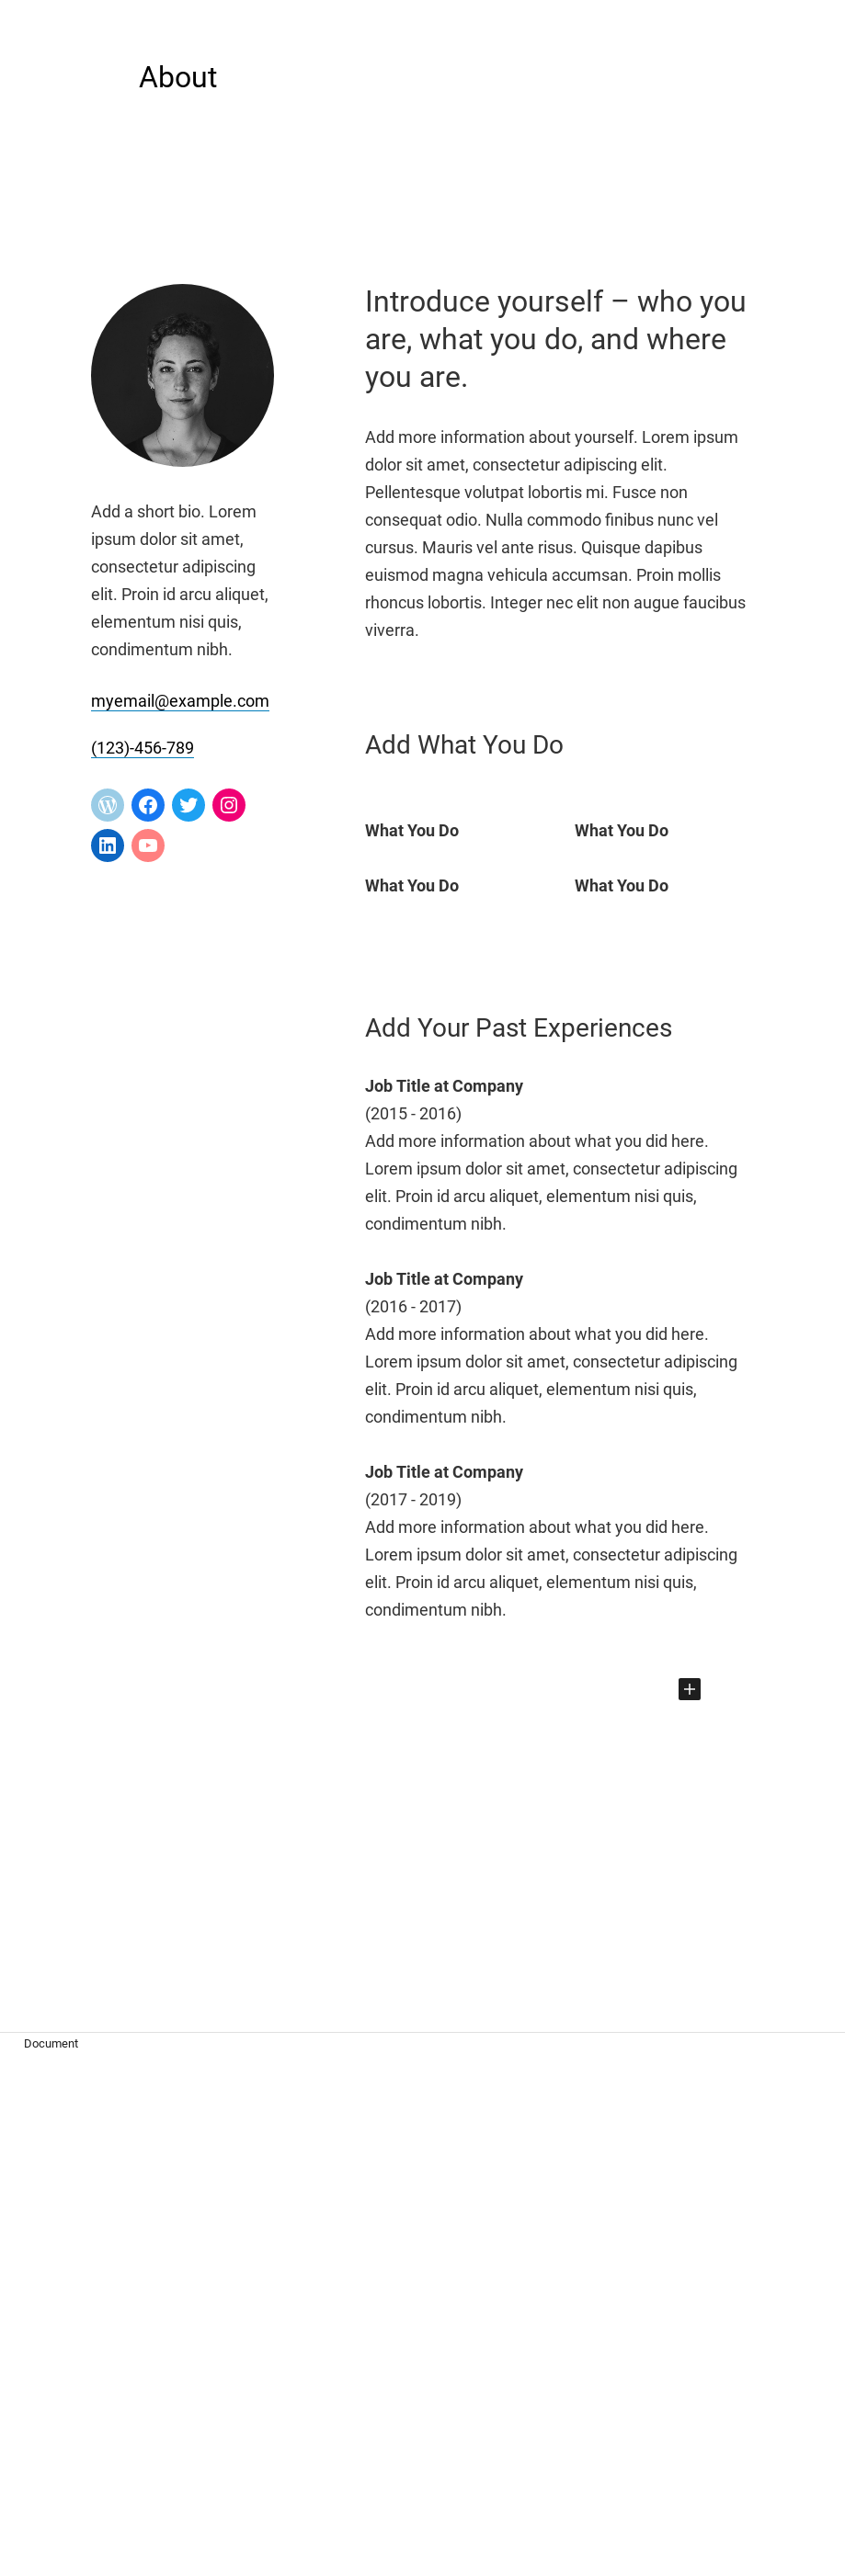 About
Add a short bio. Lorem
ipsum dolor sit amet,
consectetur adipiscing
elit. Proin id arcu aliquet,
elementum nisi quis,
condimentum nibh.
myemail@example.com
(123)-456-789
Introduce yourself – who you
are, what you do, and where
you are.
Add more information about yourself. Lorem ipsum
dolor sit amet, consectetur adipiscing elit.
Pellentesque volutpat lobortis mi. Fusce non
consequat odio. Nulla commodo finibus nunc vel
cursus. Mauris vel ante risus. Quisque dapibus
euismod magna vehicula accumsan. Proin mollis
rhoncus lobortis. Integer nec elit non augue faucibus
viverra.
Add What You Do
What You Do What You Do
What You Do What You Do
Add Your Past Experiences
Job Title at Company
(2015 - 2016)
Add more information about what you did here.
Lorem ipsum dolor sit amet, consectetur adipiscing
elit. Proin id arcu aliquet, elementum nisi quis,
condimentum nibh.
Job Title at Company
(2016 - 2017)
Add more information about what you did here.
Lorem ipsum dolor sit amet, consectetur adipiscing
elit. Proin id arcu aliquet, elementum nisi quis,
condimentum nibh.
Job Title at Company
(2017 - 2019)
Add more information about what you did here.
Lorem ipsum dolor sit amet, consectetur adipiscing
elit. Proin id arcu aliquet, elementum nisi quis,
condimentum nibh.
Document